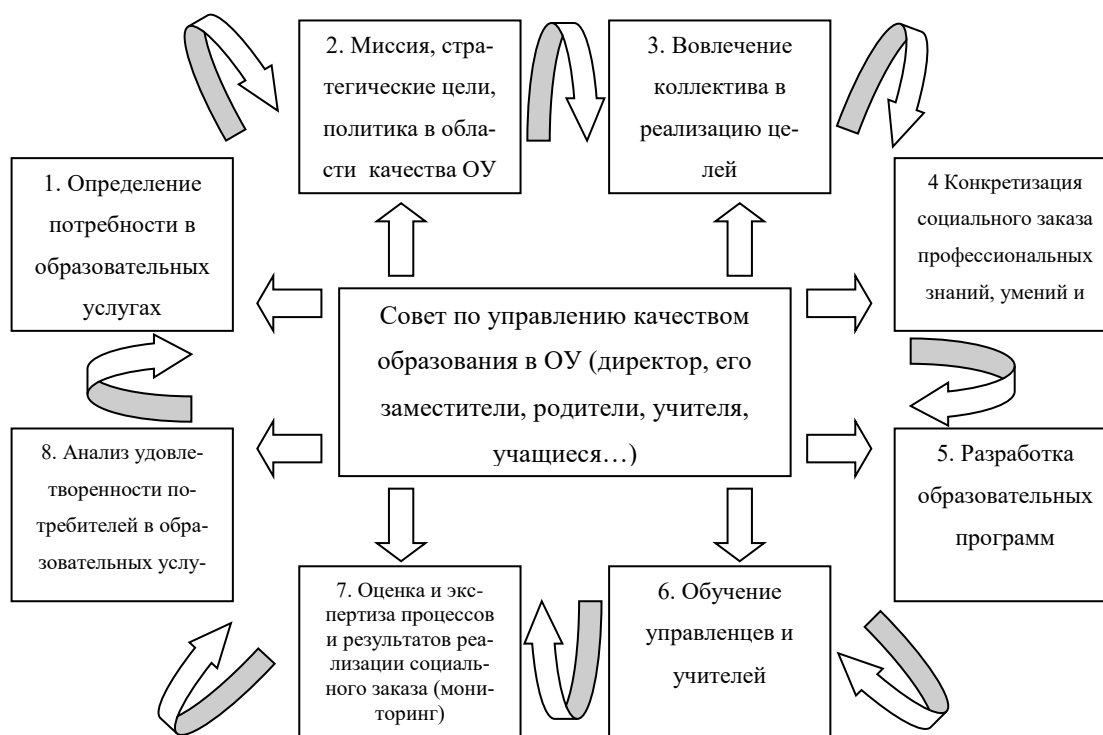 1. Определение
потребности в
образовательных
услугах
2. Миссия, стра-
тегические цели,
политика в обла-
сти качества ОУ
3. Вовлечение
коллектива в
реализацию це-
лей
4 Конкретизация
социального заказа
профессиональных
знаний, умений и
Совет по управлению качеством
образования в ОУ (директор, его
заместители, родители, учителя,
учащиеся…)
5. Разработка
образовательных
программ
6. Обучение
управленцев и
учителей
7. Оценка и экс-
пертиза процессов
и результатов реа-
лизации социаль-
ного заказа (мони-
торинг)
8. Анализ удовле-
творенности по-
требителей в обра-
зовательных услу-